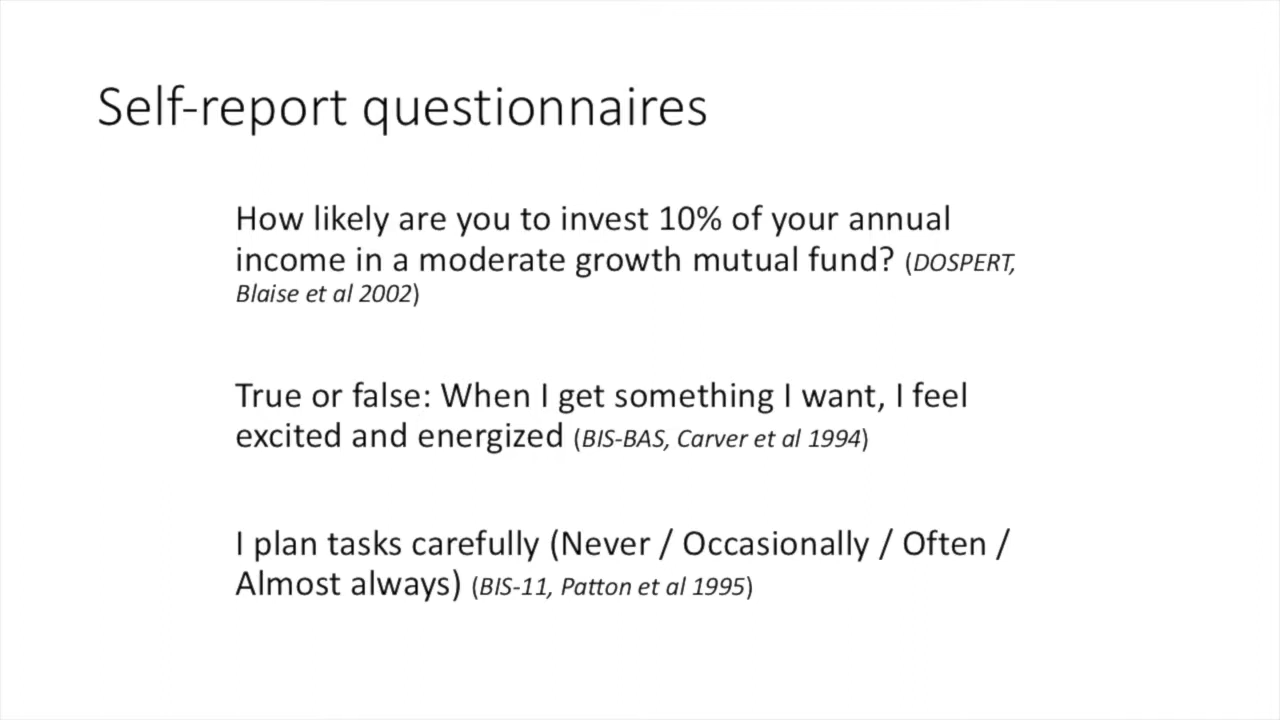 Self-report questionnaires
How likely are you to invest 10% of your annual
income in a moderate growth mutual fund? (DOSPERT,
Blaise et al 2002)
True or false: When I get something I want, I feel
excited and energized (BIS-BAS, Carver et al 1994)
I plan tasks carefully (Never / Occasionally / Often /
Almost always) (BIS-11, Patton et al 1995)